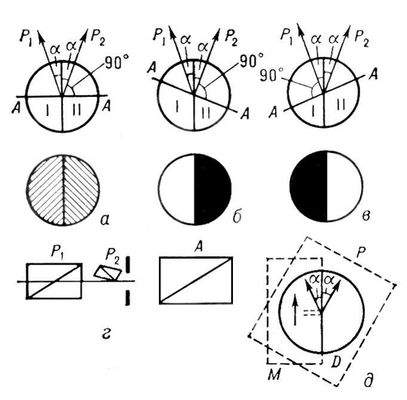 P₁ α α P₂ 90° A A I II
P₁ α α P₂ 90° A A I II
P₁ α α P₂ 90° A A I II
а б в
P₁ P₂ г
A
P α α M D д